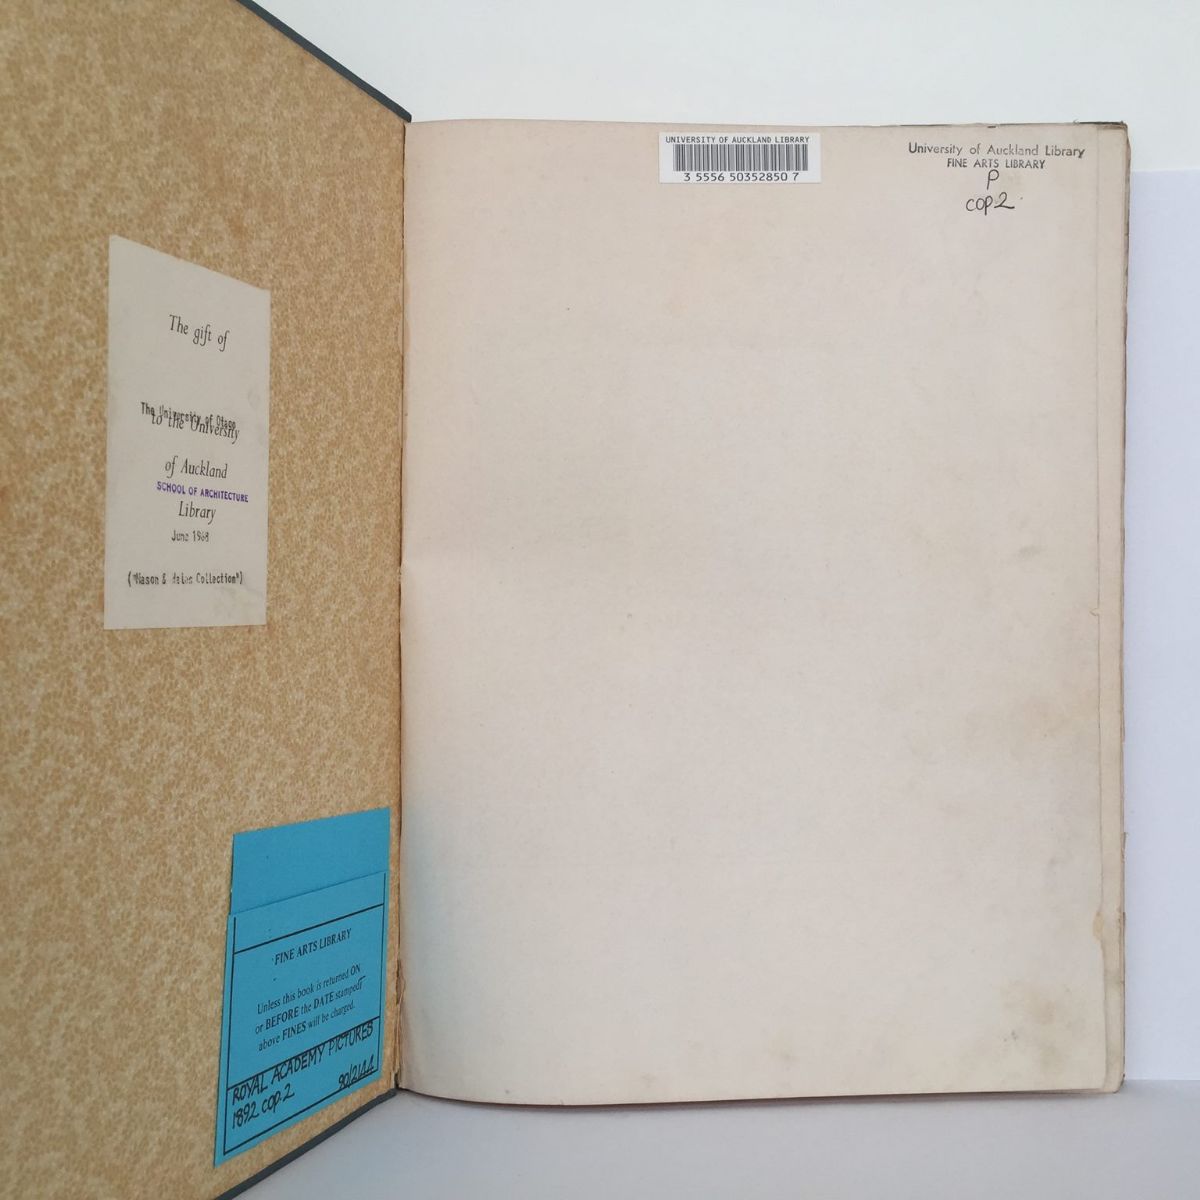 The gift of
The University of Otago
to the University
of Auckland
SCHOOL OF ARCHITECTURE
Library
June 1968
Collection")
FINE ARTS LIBRARY
Unless this book is returned ON
or BEFORE the DATE stamped
above FINES will be charged.
ROYAL ACADEMY PICTURES
1892 cop. 2
UNIVERSITY OF AUCKLAND LIBRARY
3 5556 50352850 7
University of Auckland Library
FINE ARTS LIBRARY
P
cop. 2